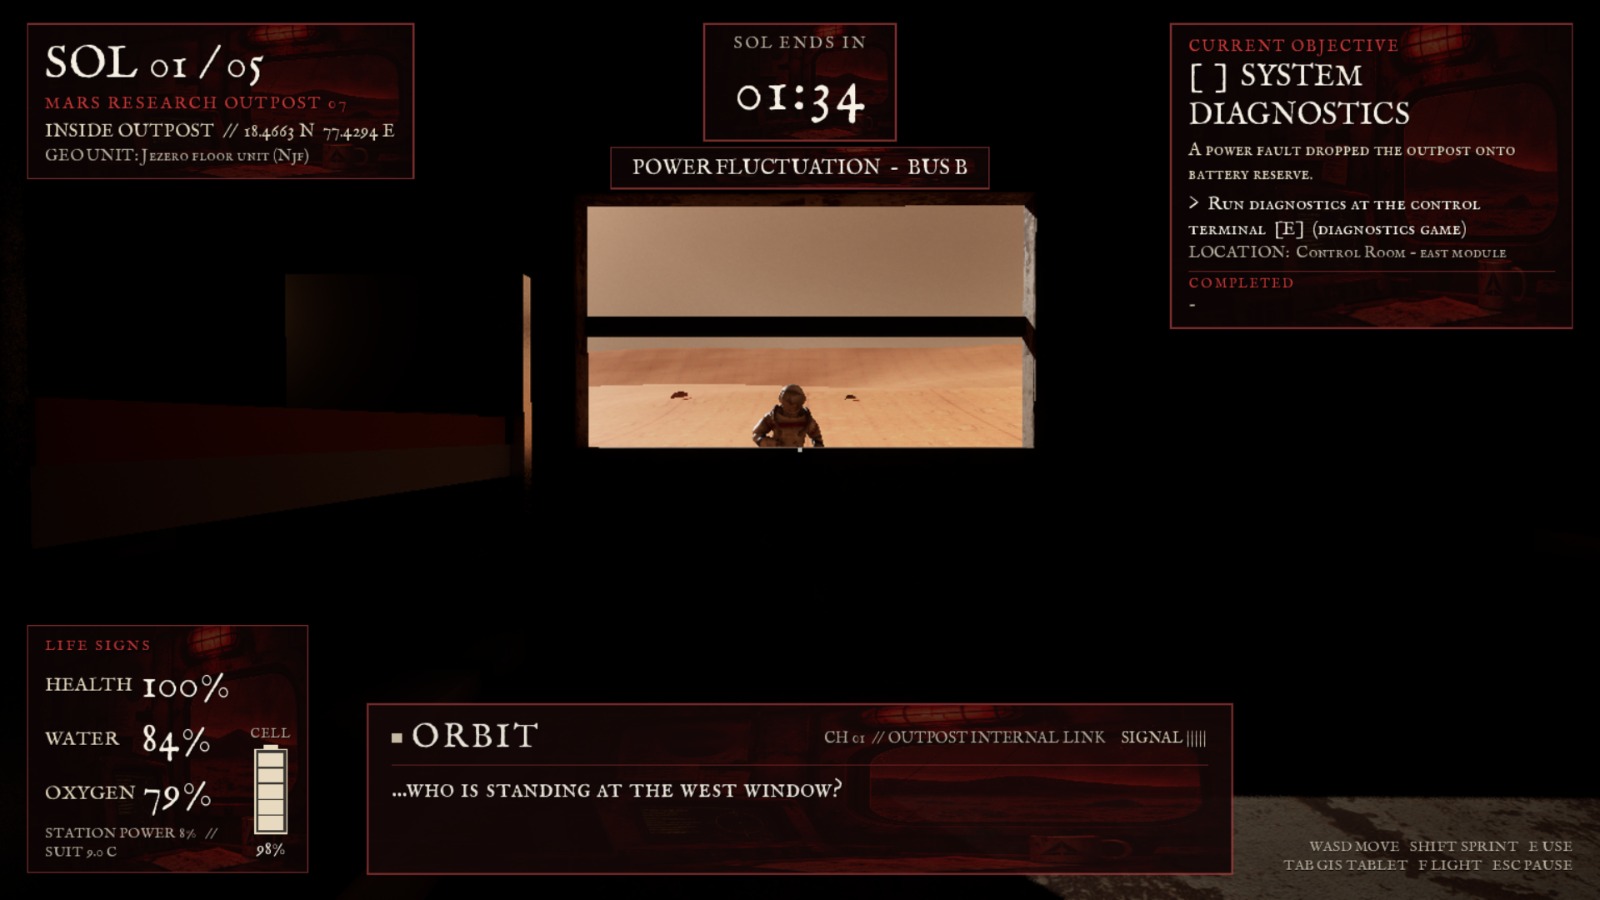 SOL 01 / 05
MARS RESEARCH OUTPOST 07
INSIDE OUTPOST // 18.4663 N 77.4294 E
GEO UNIT: JEZERO FLOOR UNIT (NJF)
SOL ENDS IN
01:34
POWER FLUCTUATION - BUS B
CURRENT OBJECTIVE
[ ] SYSTEM
DIAGNOSTICS
A POWER FAULT DROPPED THE OUTPOST ONTO
BATTERY RESERVE.
> RUN DIAGNOSTICS AT THE CONTROL
TERMINAL [E] (DIAGNOSTICS GAME)
LOCATION: CONTROL ROOM - EAST MODULE
COMPLETED
-
LIFE SIGNS
HEALTH 100%
WATER 84%
CELL
OXYGEN 79%
STATION POWER 8% //
SUIT 9.0 C
98%
ORBIT
CH 01 // OUTPOST INTERNAL LINK SIGNAL |||||
...WHO IS STANDING AT THE WEST WINDOW?
WASD MOVE SHIFT SPRINT E USE
TAB GIS TABLET F LIGHT ESC PAUSE